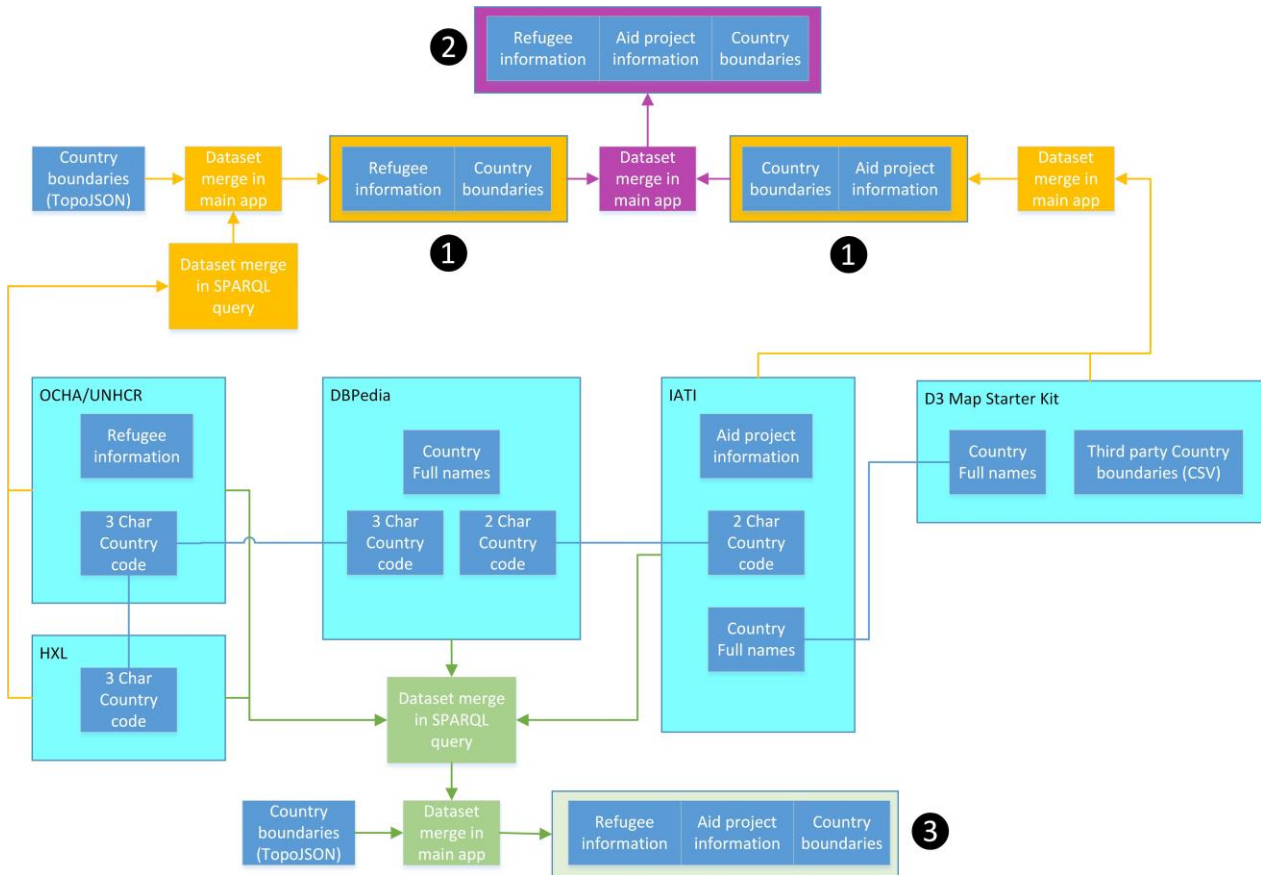 ❷
Refugee
information
Aid project
information
Country
boundaries
Country
boundaries
(TopoJSON)
Dataset
merge in
main app
Refugee
information
Country
boundaries
Dataset
merge in
main app
Country
boundaries
Aid project
information
Dataset
merge in
main app
❶
❶
Dataset merge
in SPARQL
query
OCHA/UNHCR
Refugee
information
3 Char
Country
code
HXL
3 Char
Country
code
DBPedia
Country
Full names
3 Char
Country
code
2 Char
Country
code
IATI
Aid project
information
2 Char
Country
code
Country
Full names
D3 Map Starter Kit
Country
Full names
Third party Country
boundaries (CSV)
Dataset merge
in SPARQL
query
Country
boundaries
(TopoJSON)
Dataset
merge in
main app
Refugee
information
Aid project
information
Country
boundaries
❸